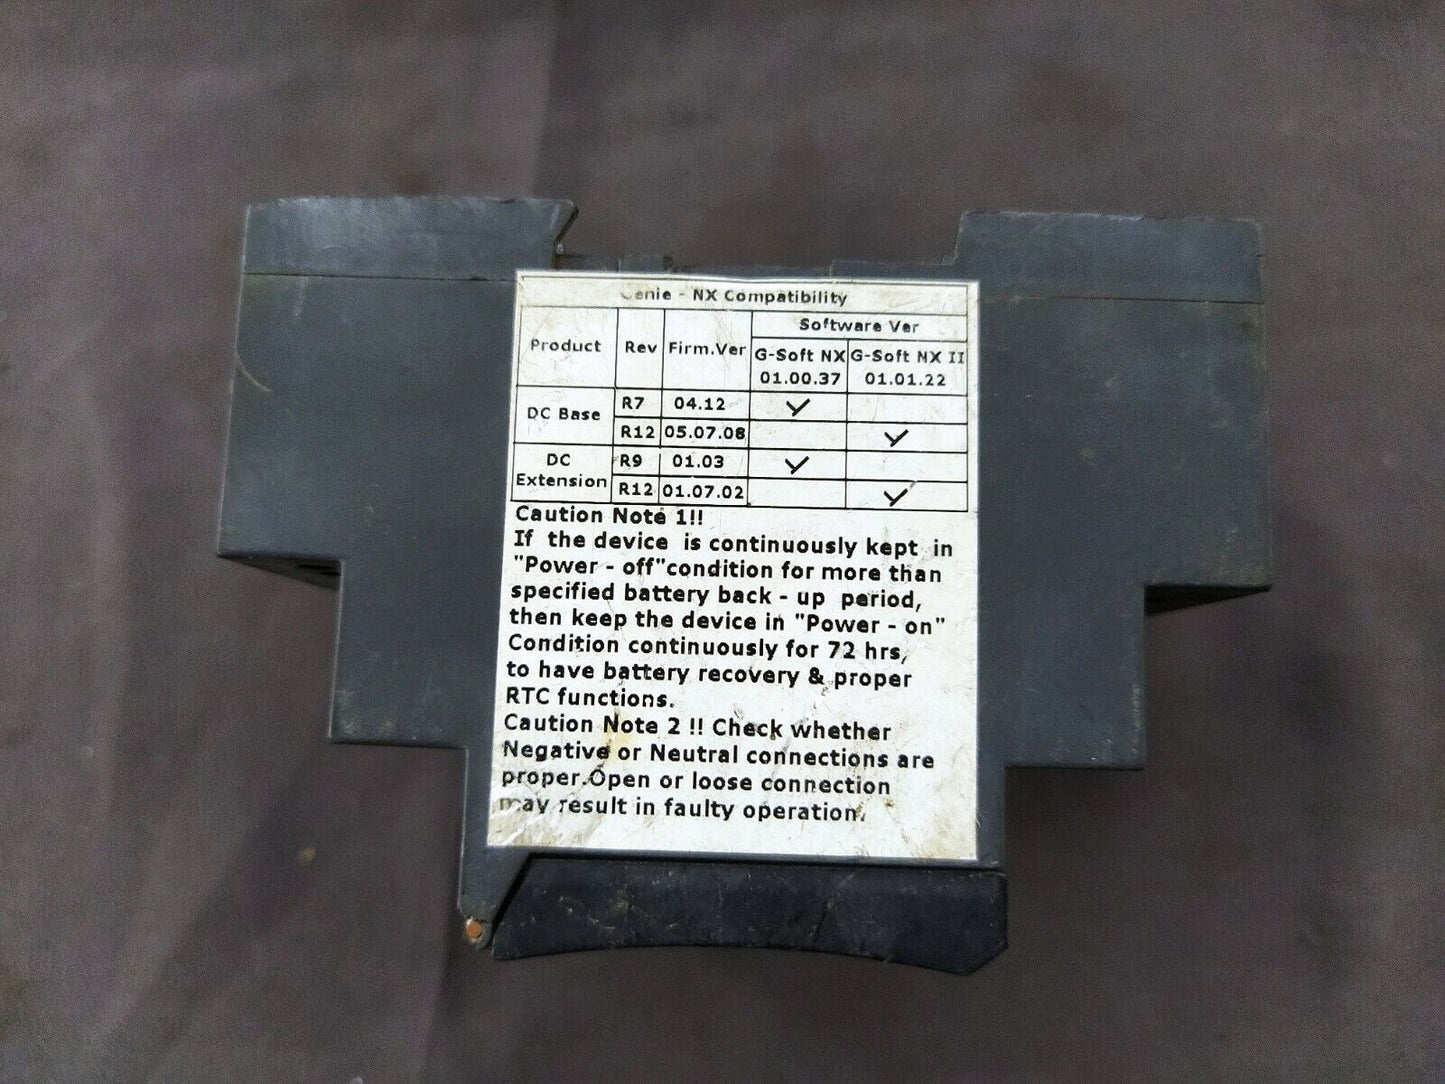 Genie - NX Compatibility
Product Rev Firm.Ver Software Ver
G-Soft NX 01.00.37 G-Soft NX II 01.01.22
DC Base R7 04.12 ✓
R12 05.07.08 ✓
DC Extension R9 01.03 ✓
R12 01.07.02 ✓
Caution Note 1!!
If the device is continuously kept in
"Power - off"condition for more than
specified battery back - up period,
then keep the device in "Power - on"
Condition continuously for 72 hrs,
to have battery recovery & proper
RTC functions.
Caution Note 2 !! Check whether
Negative or Neutral connections are
proper.Open or loose connection
may result in faulty operation.